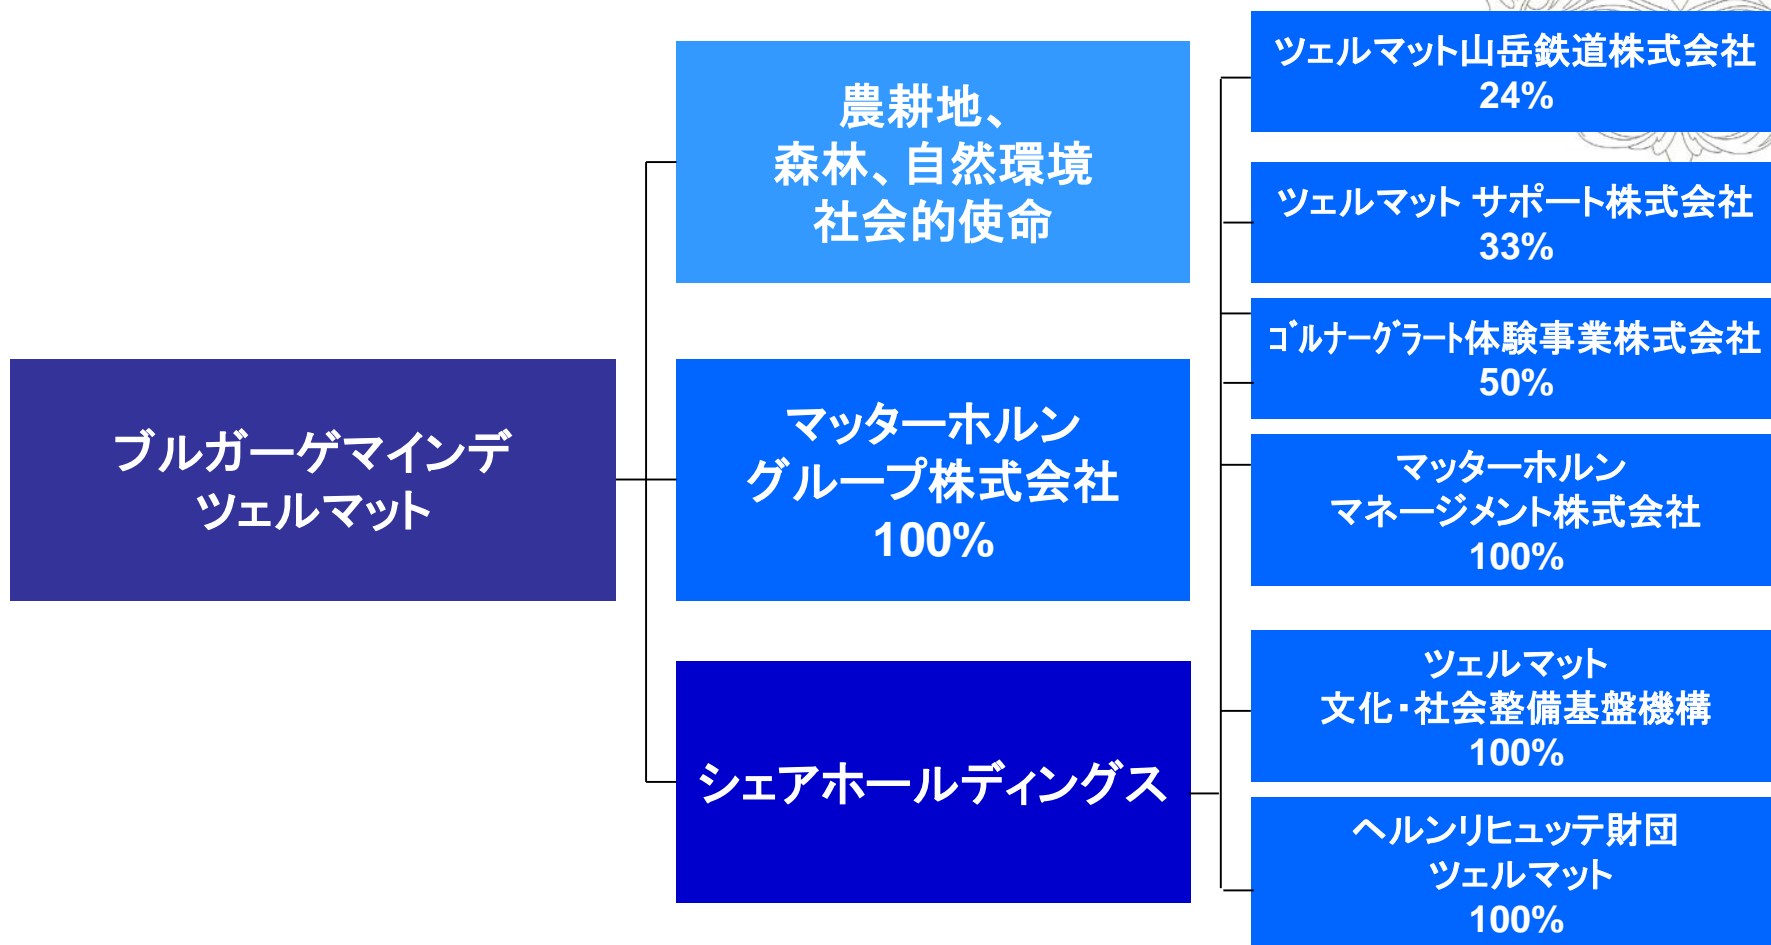 ブルガーゲマインデ
ツェルマット
農耕地、
森林、自然環境
社会的使命
マッターホルン
グループ株式会社
100%
シェアホールディングス
ツェルマット山岳鉄道株式会社
24%
ツェルマット サポート株式会社
33%
ｺﾞﾙﾅｰｸﾞﾗｰﾄ体験事業株式会社
50%
マッターホルン
マネージメント株式会社
100%
ツェルマット
文化・社会整備基盤機構
100%
ヘルンリヒュッテ財団
ツェルマット
100%